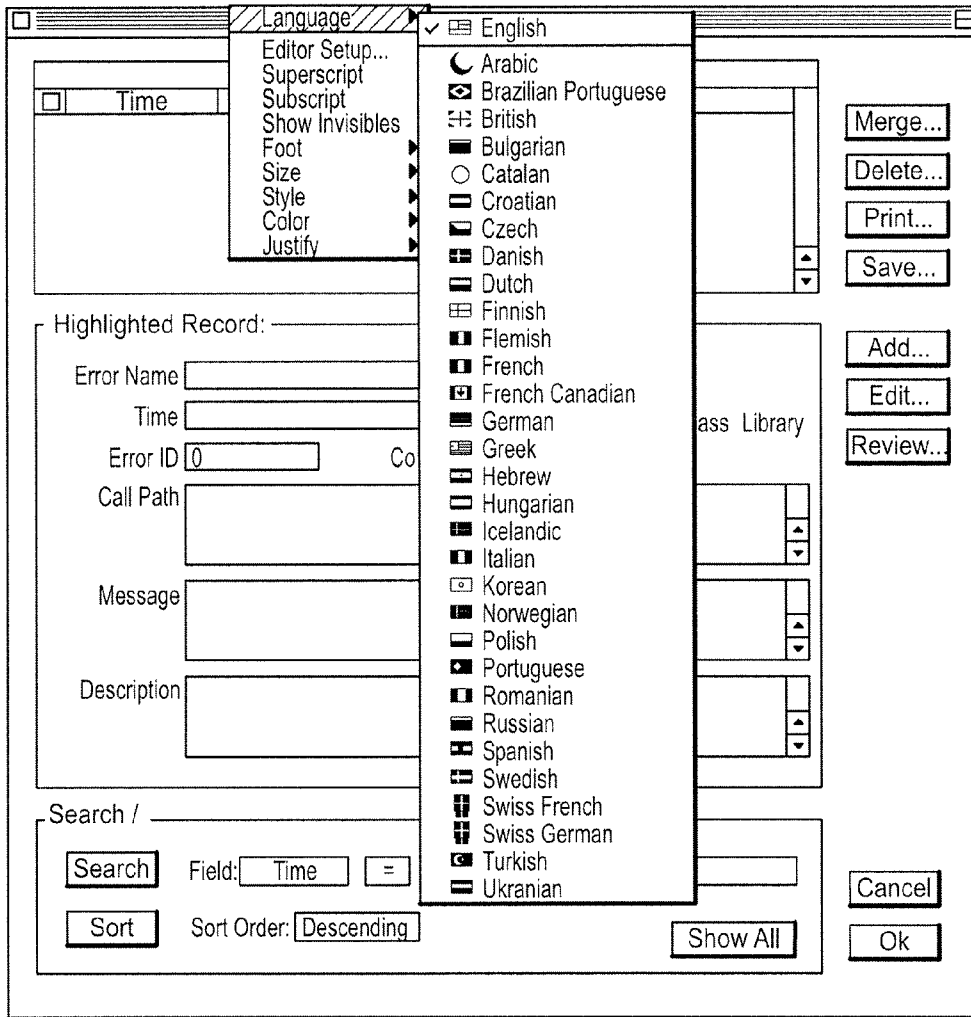 Language
Editor Setup...
Superscript
Subscript
Show Invisibles
Foot
Size
Style
Color
Justify
English
Arabic
Brazilian Portuguese
British
Bulgarian
Catalan
Croatian
Czech
Danish
Dutch
Finnish
Flemish
French
French Canadian
German
Greek
Hebrew
Hungarian
Icelandic
Italian
Korean
Norwegian
Polish
Portuguese
Romanian
Russian
Spanish
Swedish
Swiss French
Swiss German
Turkish
Ukranian
Time
Merge...
Delete...
Print...
Save...
Highlighted Record:
Error Name
Time
Error ID 0 Co
ass Library
Call Path
Message
Description
Add...
Edit...
Review...
Search /
Search Field: Time =
Sort Sort Order: Descending
Show All
Cancel
Ok